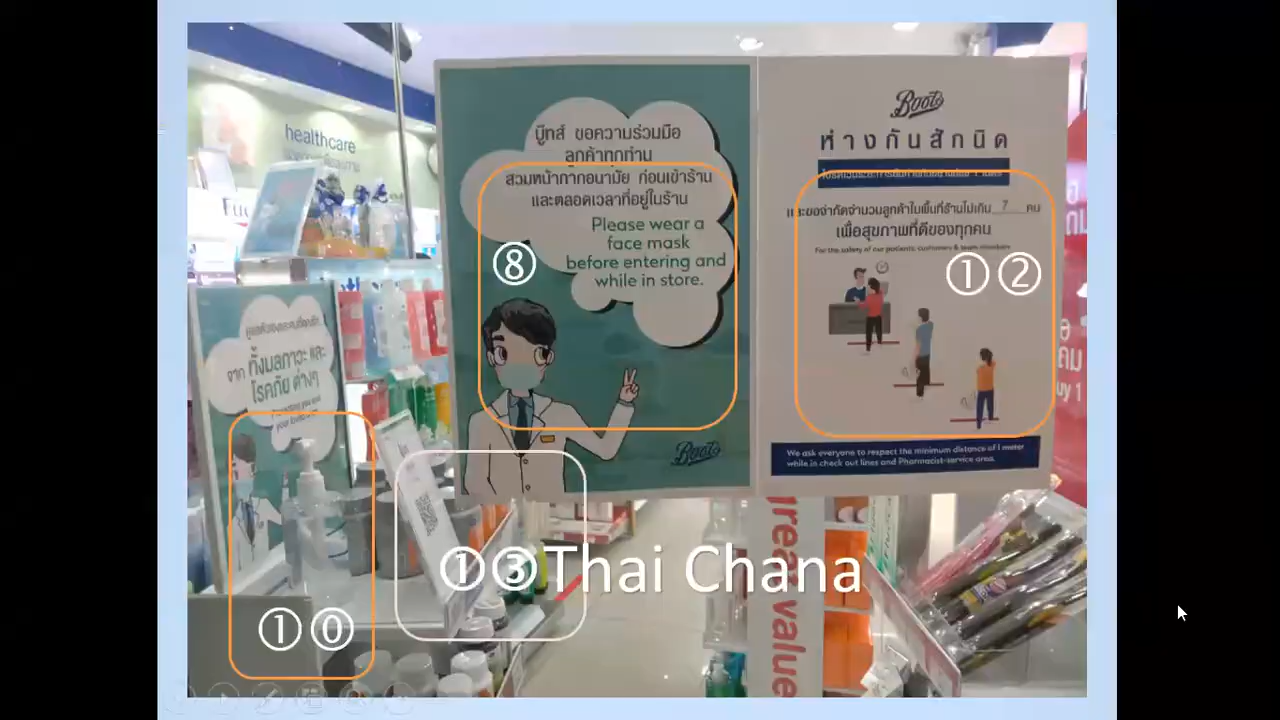 healthcare
บู๊ทส์ ขอความร่วมมือ
ลูกค้าทุกท่าน
สวมหน้ากากอนามัย ก่อนเข้าร้าน
และตลอดเวลาที่อยู่ในร้าน
Please wear a
face mask
before entering and
while in store.
⑧
Boots
Boots
ห่างกันสักนิด
และขอจำกัดจำนวนลูกค้าในพื้นที่ร้านไม่เกิน 7 คน
เพื่อสุขภาพที่ดีของทุกคน
For the safety of our patients, customers & team members
①②
We ask everyone to respect the minimum distance of 1 meter
while in check out lines and Pharmacist-service area.
จาก ทั้งมลภาวะ และ
โรคภัย ต่างๆ
①⓪
①③Thai Chana
great value